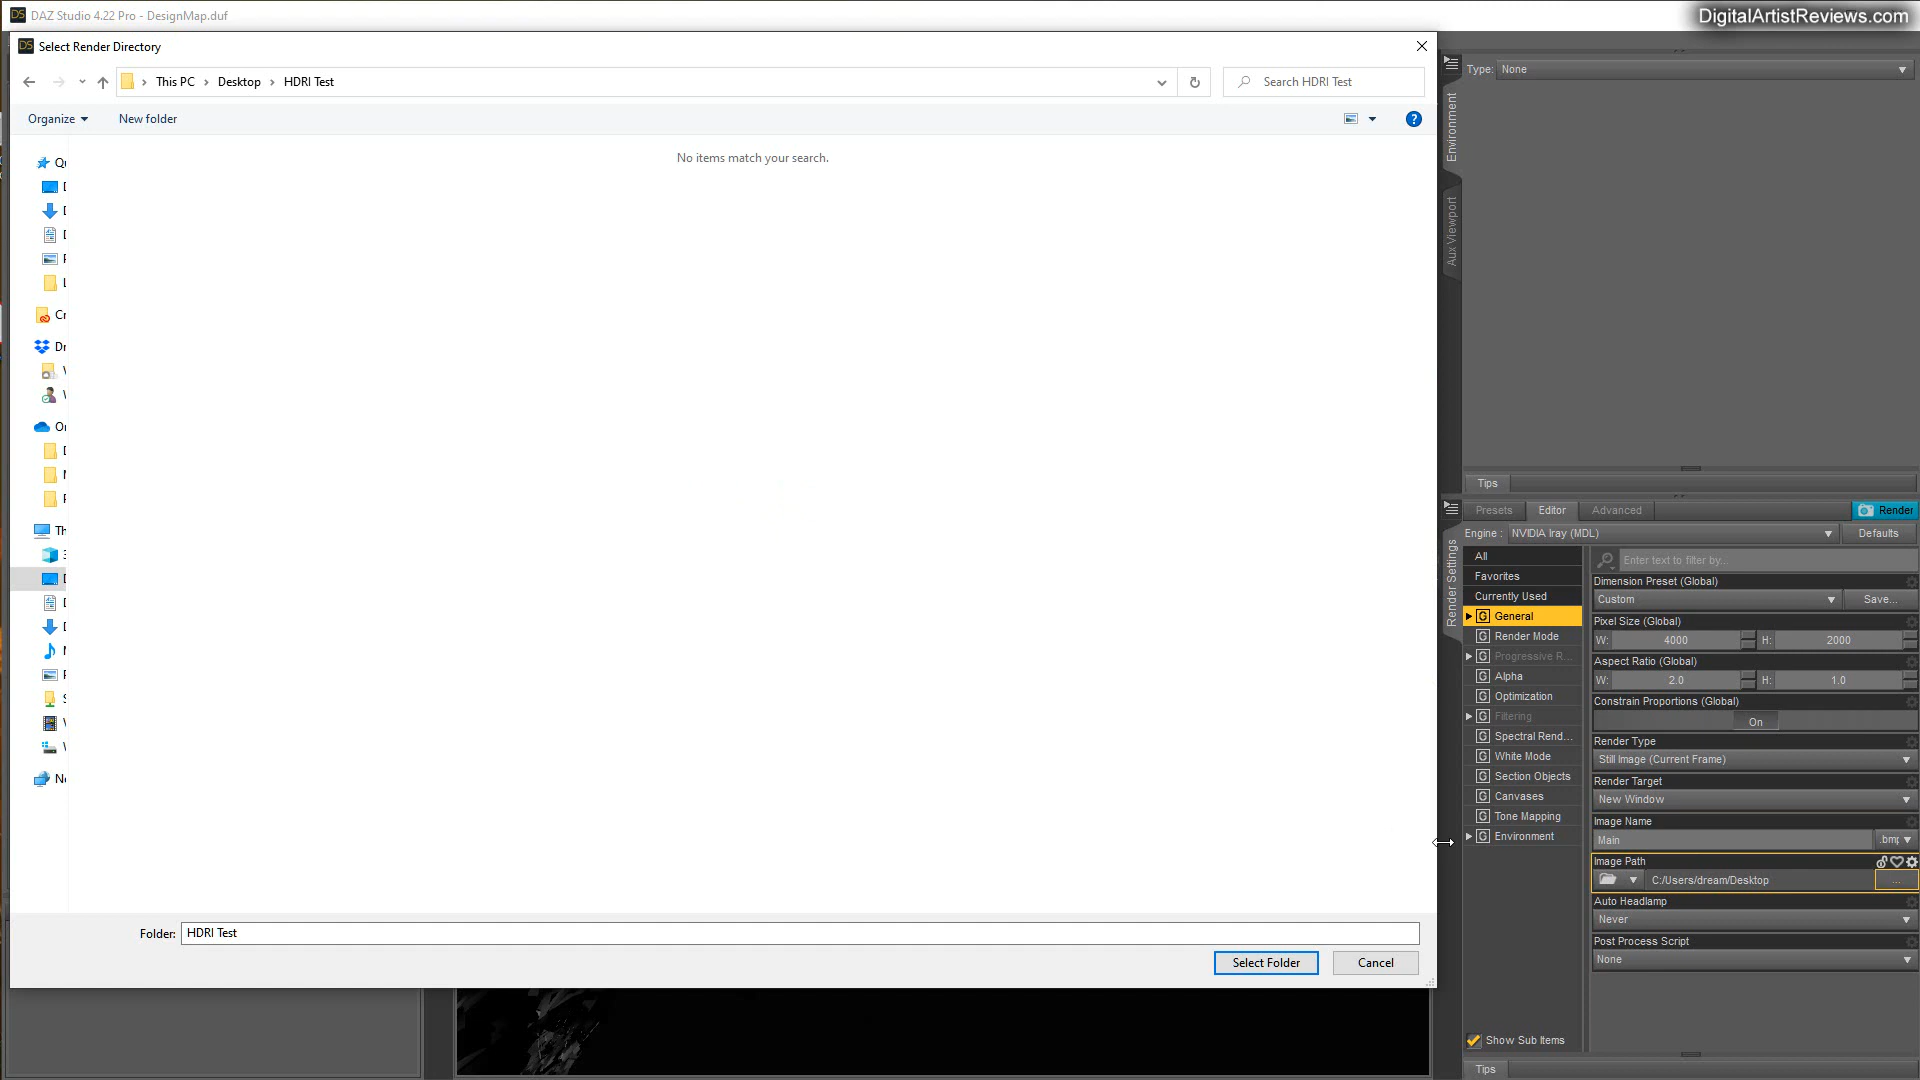 DAZ Studio 4.22 Pro - DesignMap.duf
DigitalArtistReviews.com
Select Render Directory
This PC
Desktop
HDRI Test
Search HDRI Test
Organize
New folder
No items match your search.
Folder:
HDRI Test
Select Folder
Cancel
Type:
None
Environment
Aux Viewport
Tips
Presets
Editor
Advanced
Render
Engine :
NVIDIA Iray (MDL)
Defaults
Render Settings
All
Favorites
Currently Used
General
Render Mode
Progressive R...
Alpha
Optimization
Filtering
Spectral Rend...
White Mode
Section Objects
Canvases
Tone Mapping
Environment
Show Sub Items
Enter text to filter by...
Dimension Preset (Global)
Custom
Save...
Pixel Size (Global)
W: 4000 H: 2000
Aspect Ratio (Global)
W: 2.0 H: 1.0
Constrain Proportions (Global)
On
Render Type
Still Image (Current Frame)
Render Target
New Window
Image Name
Main
Image Path
C:/Users/dream/Desktop
...
Auto Headlamp
Never
Post Process Script
None
Tips